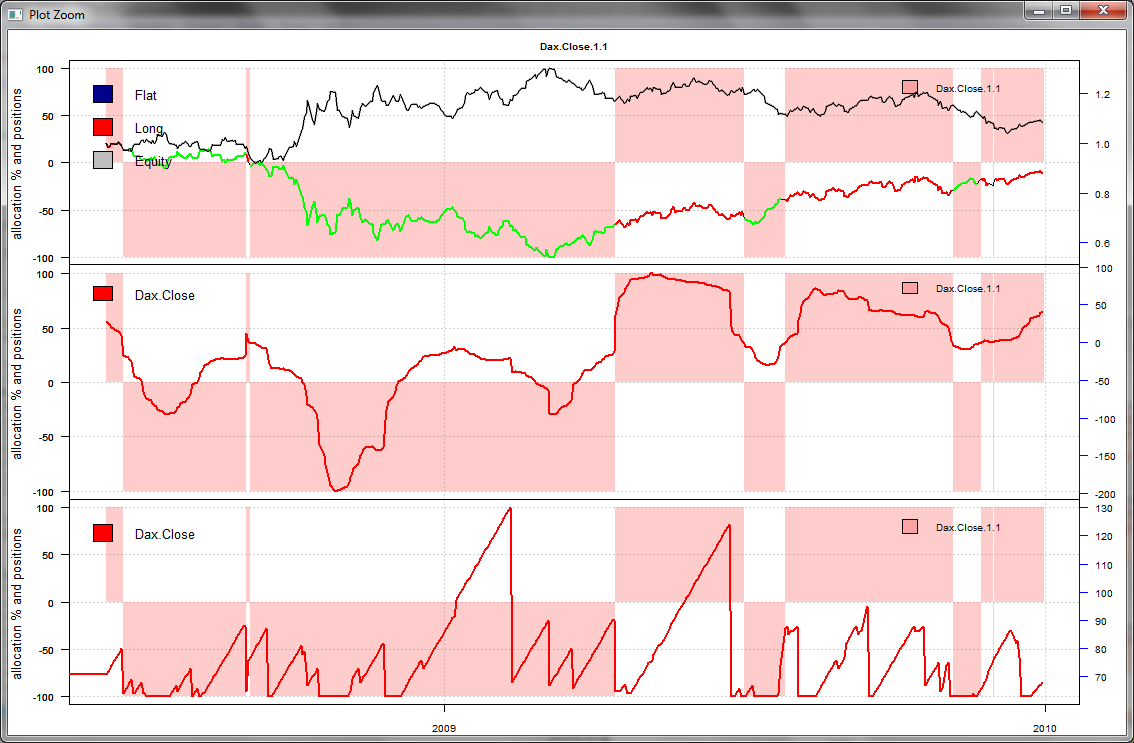 Plot Zoom
Dax.Close.1.1
allocation % and positions
100
50
0
-50
-100
Flat
Long
Equity
Dax.Close.1.1
1.2
1.0
0.8
0.6
allocation % and positions
100
50
0
-50
-100
Dax.Close
Dax.Close.1.1
100
50
0
-50
-100
-150
-200
allocation % and positions
100
50
0
-50
-100
Dax.Close
Dax.Close.1.1
130
120
110
100
90
80
70
2009
2010